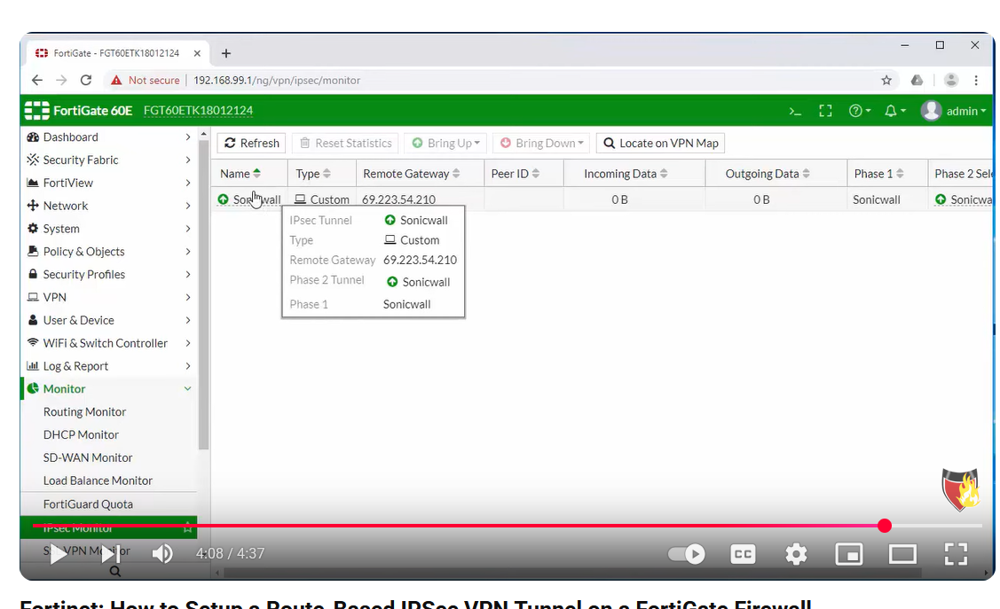 FortiGate - FGT60ETK18012124
Not secure | 192.168.99.1/ng/vpn/ipsec/monitor
FortiGate 60E FGT60ETK18012124
>_ admin
Dashboard
Security Fabric
FortiView
Network
System
Policy & Objects
Security Profiles
VPN
User & Device
WiFi & Switch Controller
Log & Report
Monitor
Routing Monitor
DHCP Monitor
SD-WAN Monitor
Load Balance Monitor
FortiGuard Quota
IPsec Monitor
Refresh Reset Statistics Bring Up Bring Down Locate on VPN Map
Name Type Remote Gateway Peer ID Incoming Data Outgoing Data Phase 1 Phase 2 Sele
Sonicwall Custom 69.223.54.210 0 B 0 B Sonicwall Sonicwa
IPsec Tunnel Sonicwall
Type Custom
Remote Gateway 69.223.54.210
Phase 2 Tunnel Sonicwall
Phase 1 Sonicwall
4:08 / 4:37
CC
Fortinet: How to Setup a Route-Based IPSec VPN Tunnel on a FortiGate Firewall